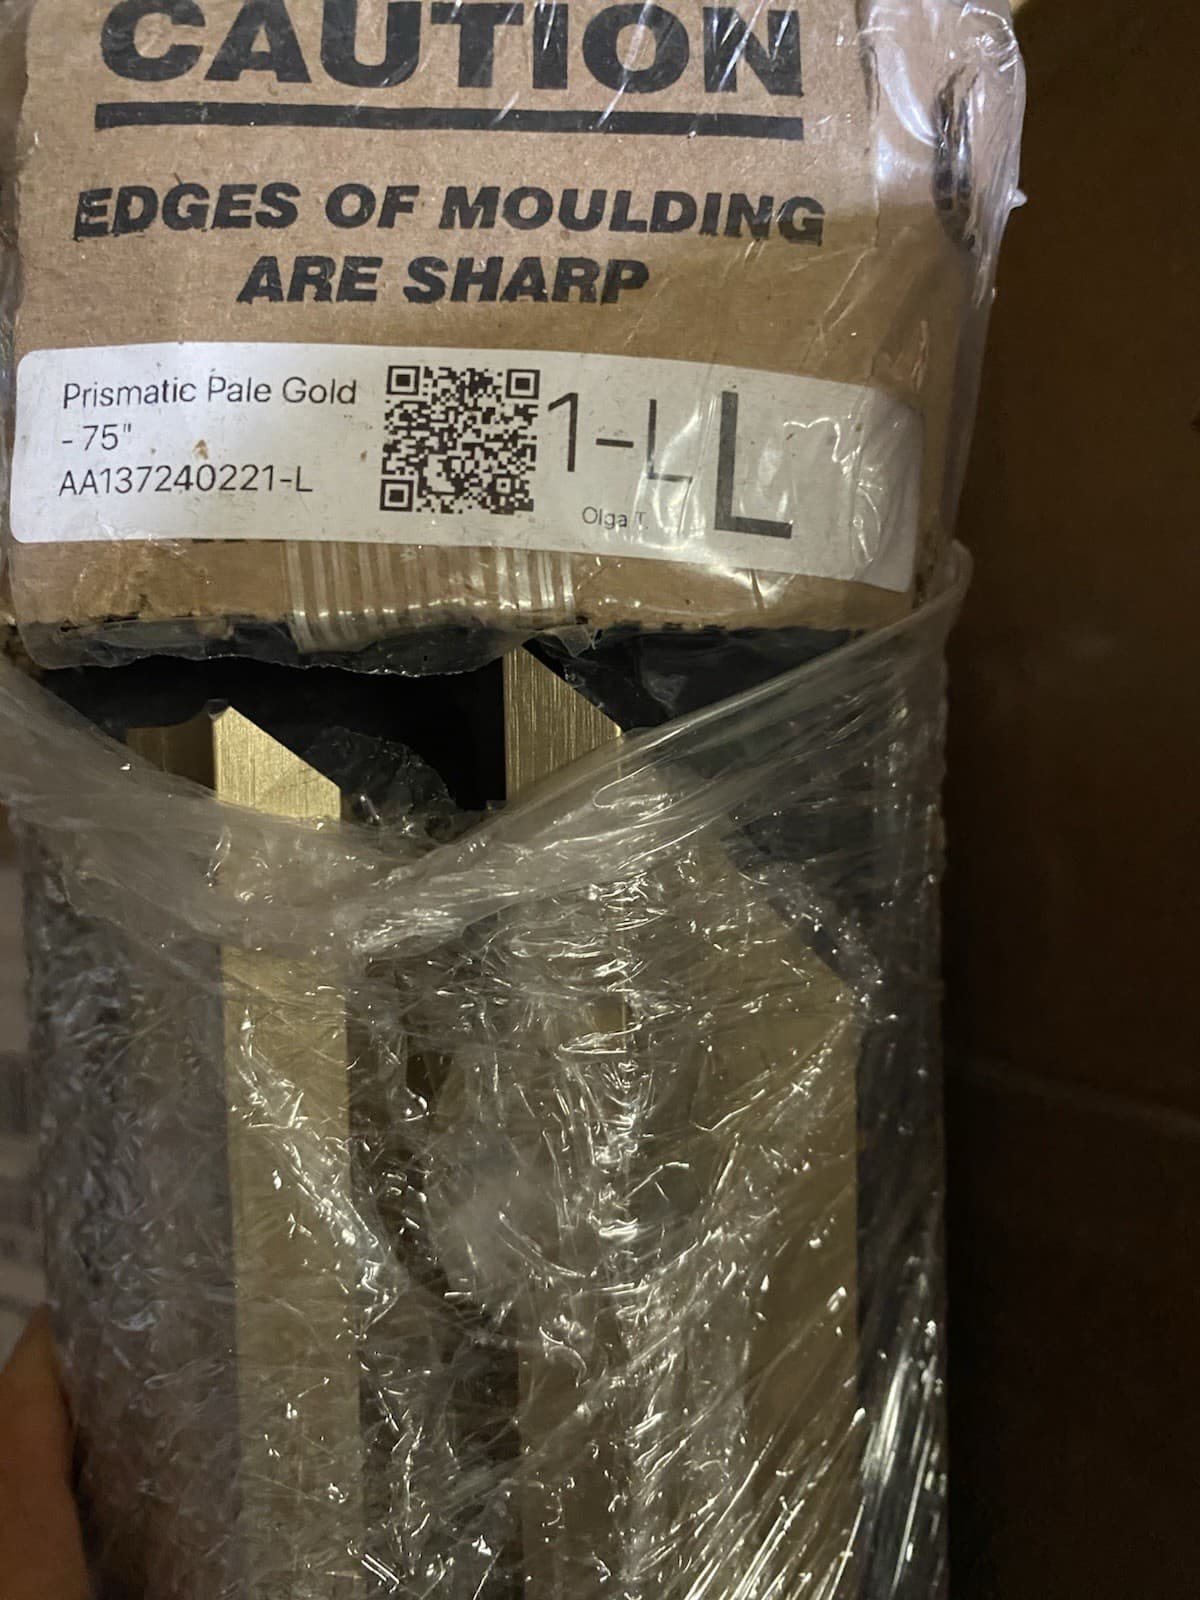 CAUTION
EDGES OF MOULDING
ARE SHARP
Prismatic Pale Gold
- 75"
AA137240221-L
1-L
L
Olga T.